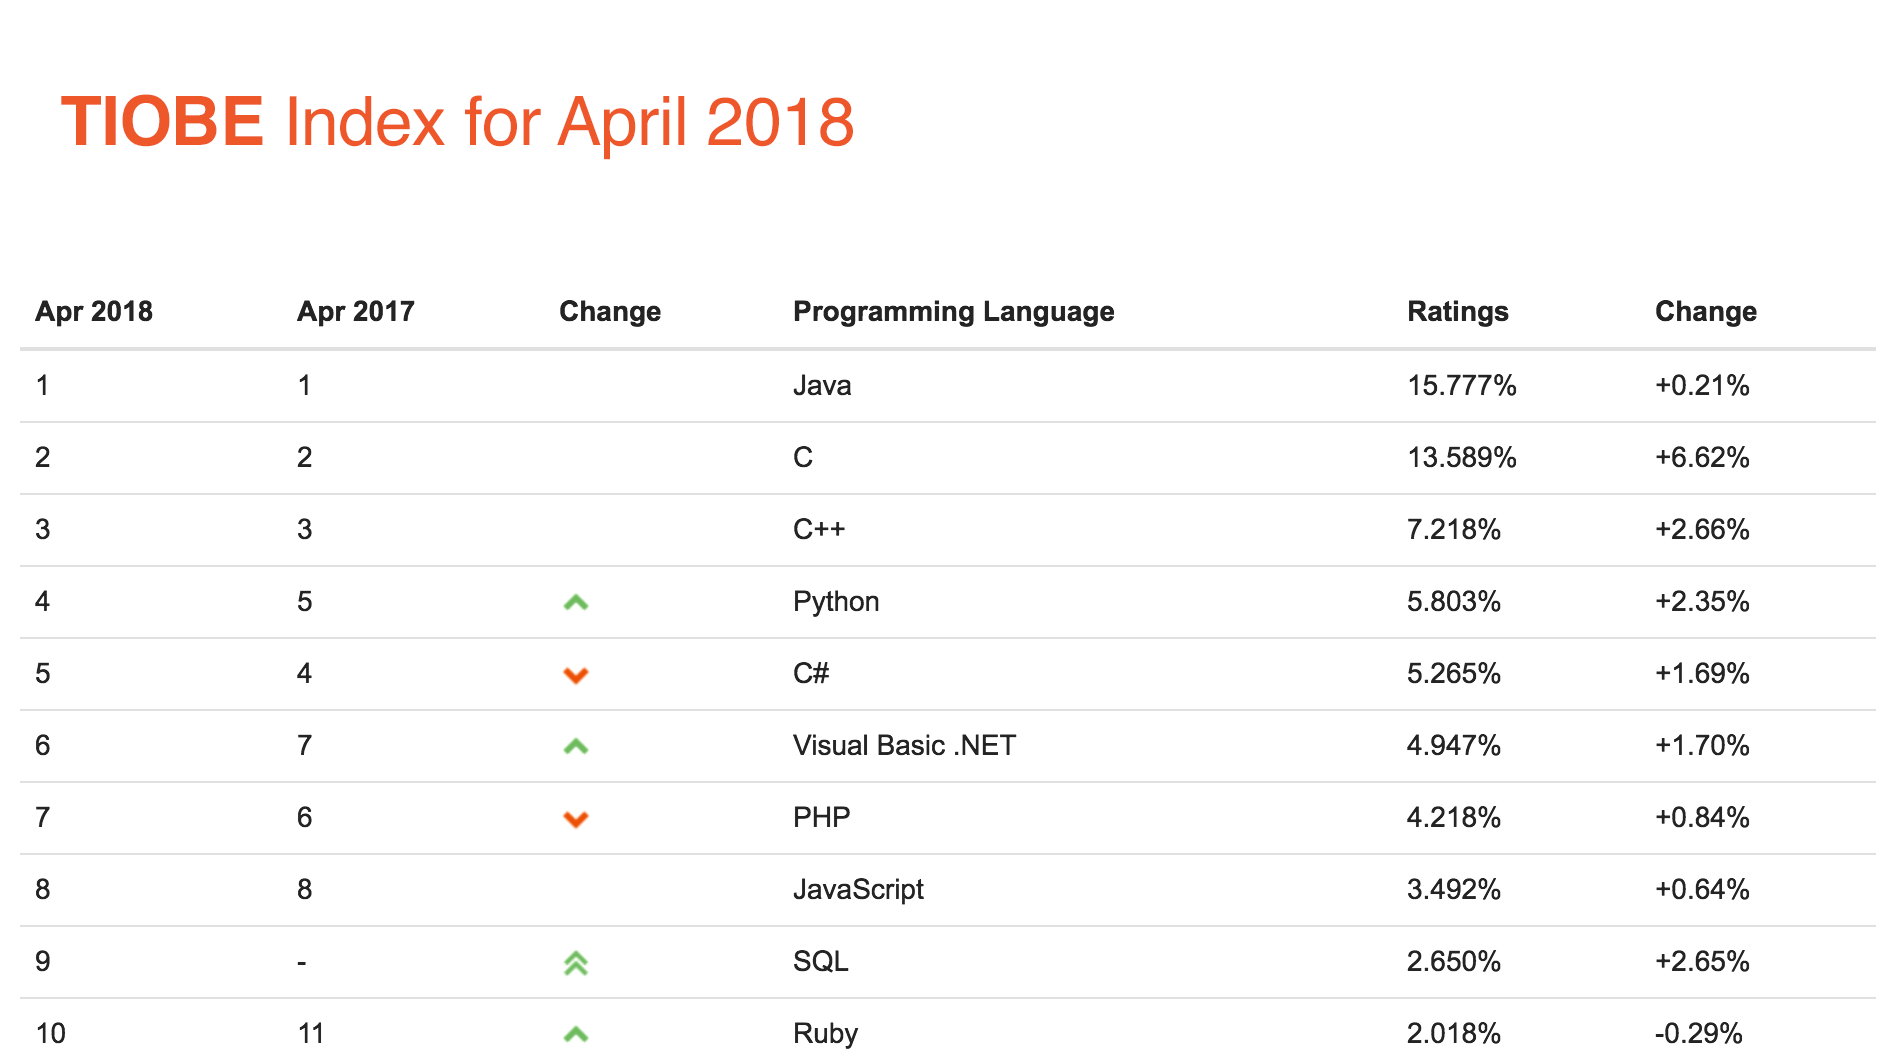 TIOBE Index for April 2018
Apr 2018 Apr 2017 Change Programming Language Ratings Change
1 1 Java 15.777% +0.21%
2 2 C 13.589% +6.62%
3 3 C++ 7.218% +2.66%
4 5 Python 5.803% +2.35%
5 4 C# 5.265% +1.69%
6 7 Visual Basic .NET 4.947% +1.70%
7 6 PHP 4.218% +0.84%
8 8 JavaScript 3.492% +0.64%
9 - SQL 2.650% +2.65%
10 11 Ruby 2.018% -0.29%